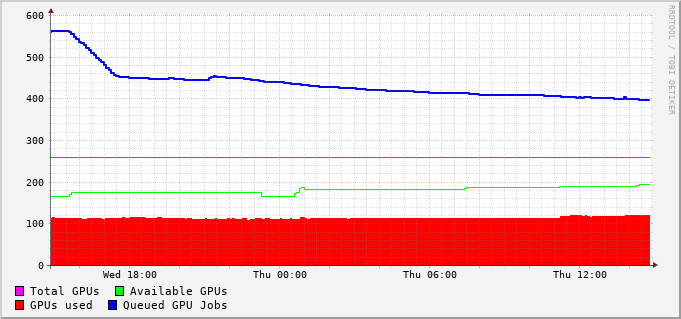 600
500
400
300
200
100
0
Wed 18:00 Thu 00:00 Thu 06:00 Thu 12:00
Total GPUs Available GPUs
GPUs used Queued GPU Jobs
RRDTOOL / TOBI OETIKER